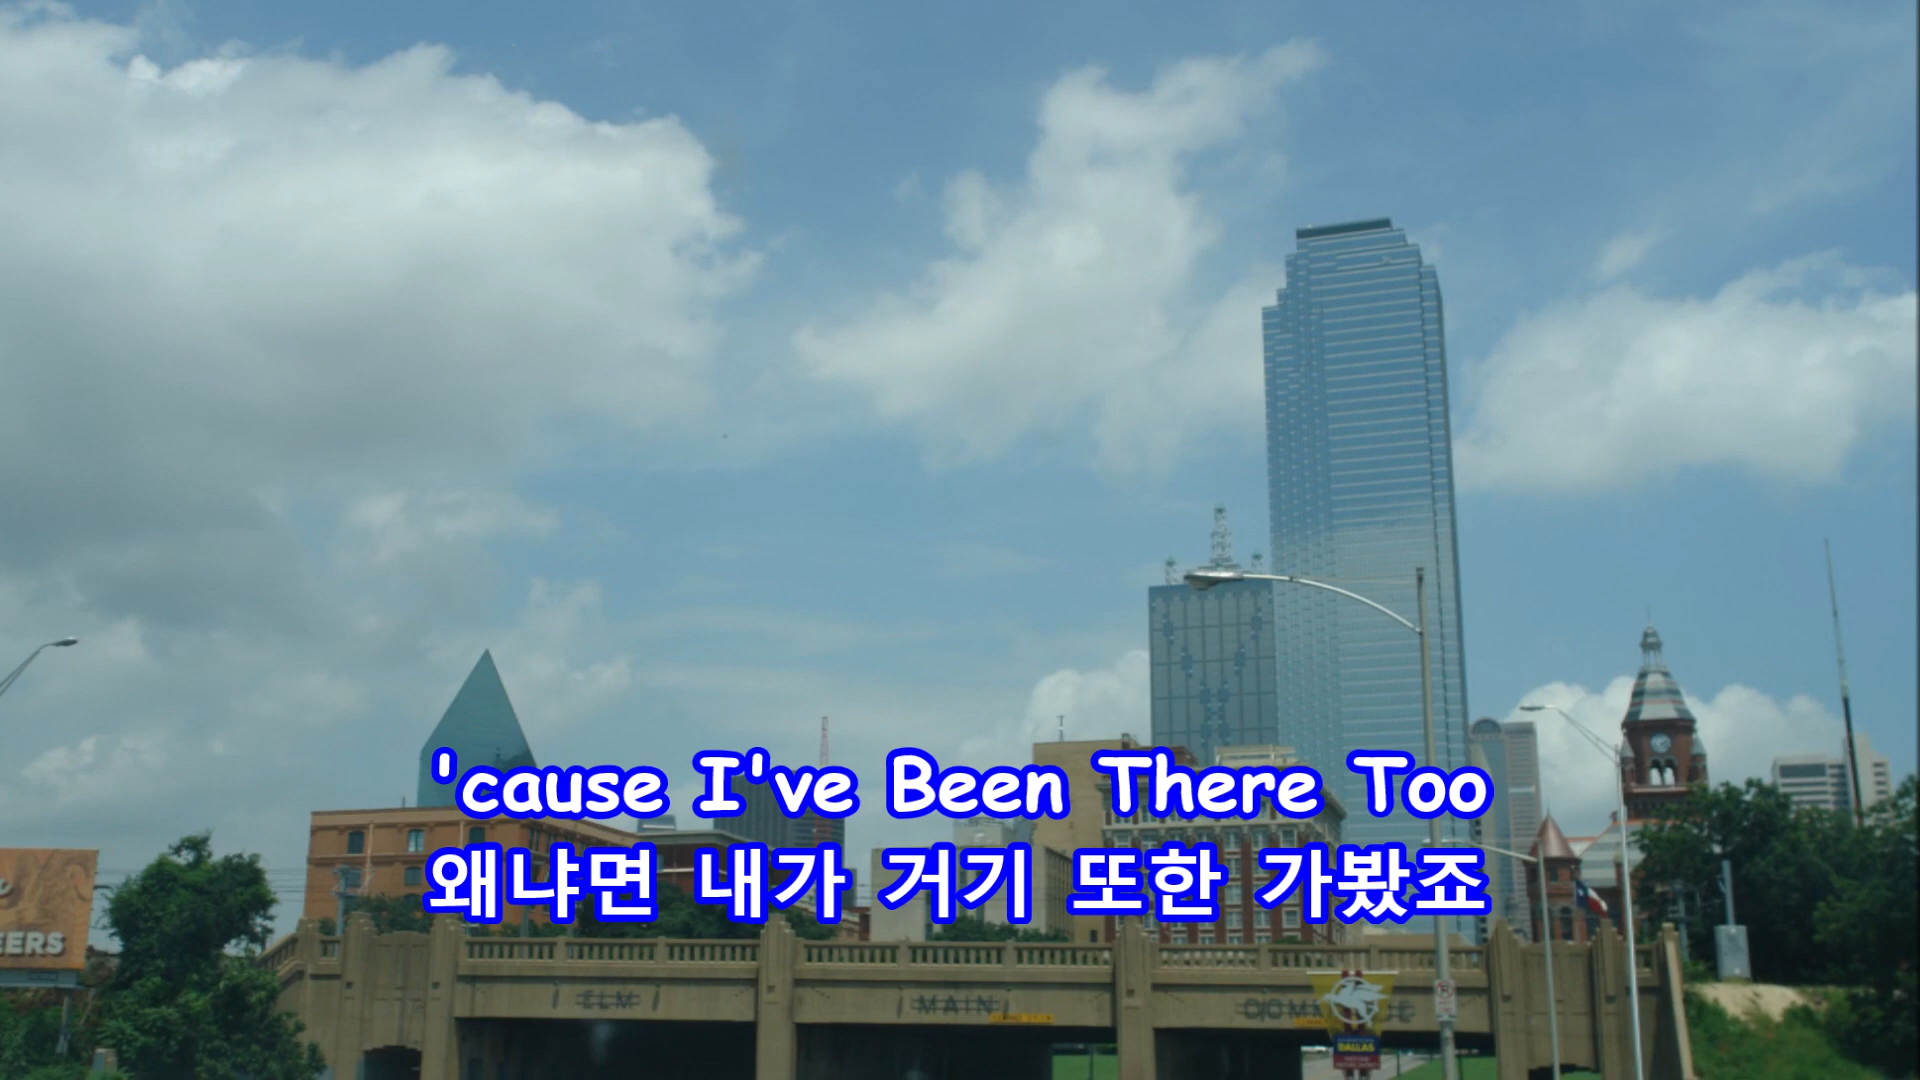 'cause I've Been There Too
왜냐면 내가 거기 또한 가봤죠
EERS
ELM
MAIN
DALLAS